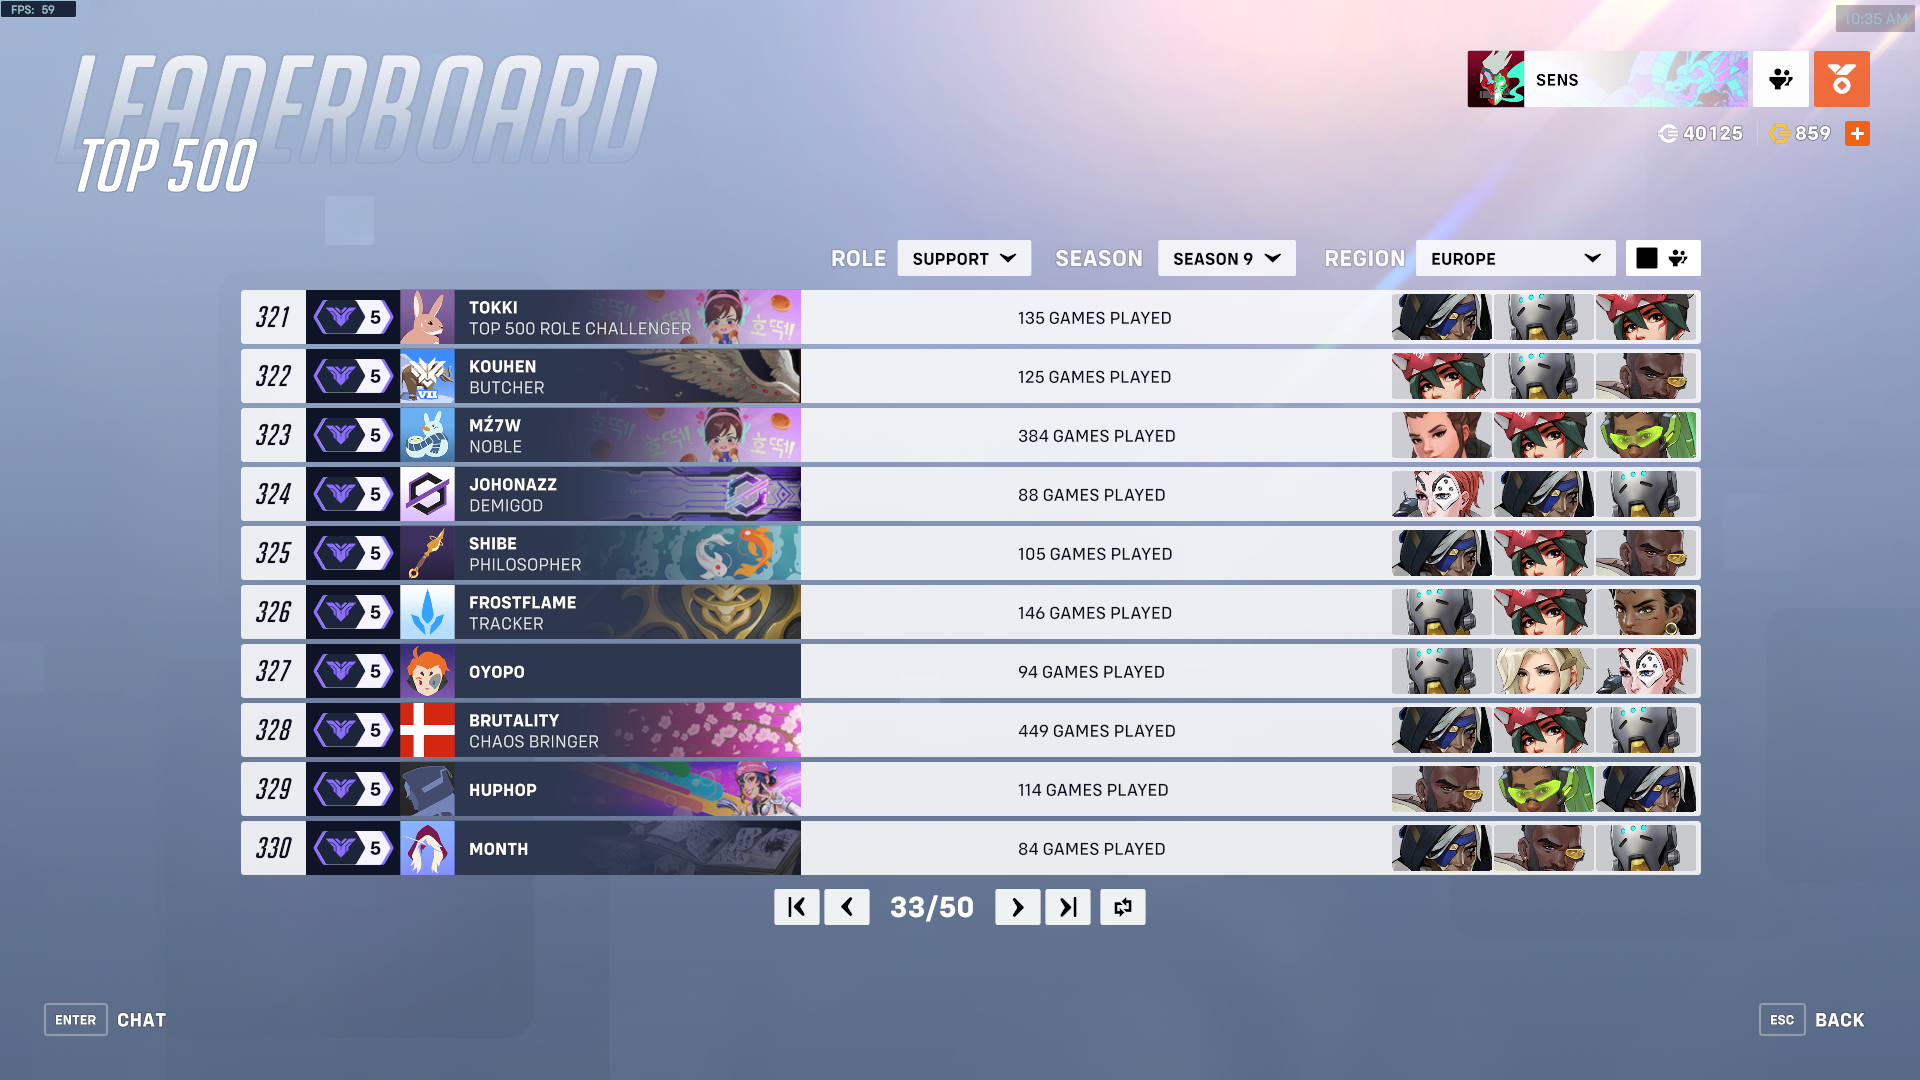 FPS: 59
10:35 AM
LEADERBOARD
TOP 500
SENS
40125
859
ROLE SUPPORT SEASON SEASON 9 REGION EUROPE
321 5 TOKKI 135 GAMES PLAYED
TOP 500 ROLE CHALLENGER
호떡!!
322 5 KOUHEN 125 GAMES PLAYED
VII BUTCHER
323 5 MŹ7W 384 GAMES PLAYED
NOBLE
호떡!!
324 5 JOHONAZZ 88 GAMES PLAYED
DEMIGOD
325 5 SHIBE 105 GAMES PLAYED
PHILOSOPHER
326 5 FROSTFLAME 146 GAMES PLAYED
TRACKER
327 5 OYOPO 94 GAMES PLAYED
328 5 BRUTALITY 449 GAMES PLAYED
CHAOS BRINGER
329 5 HUPHOP 114 GAMES PLAYED
330 5 MONTH 84 GAMES PLAYED
33/50
ENTER CHAT
ESC BACK